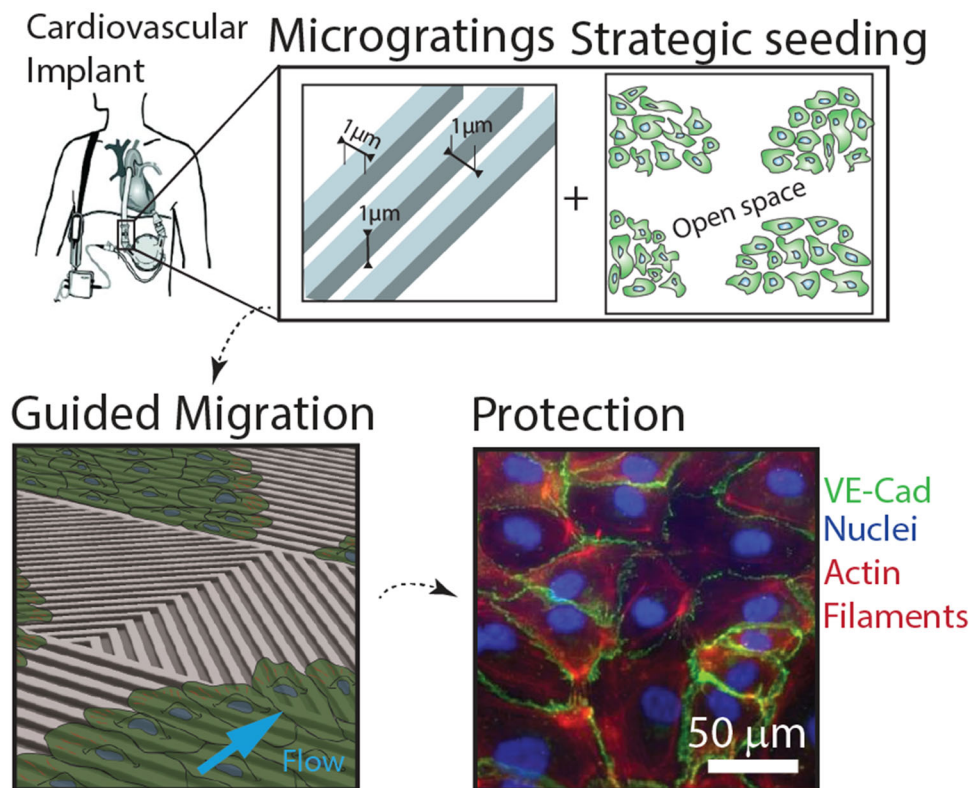 Cardiovascular
Implant
Microgratings
Strategic seeding
1μm
1μm
1μm
+
Open space
Guided Migration
Protection
Flow
VE-Cad
Nuclei
Actin
Filaments
50 μm